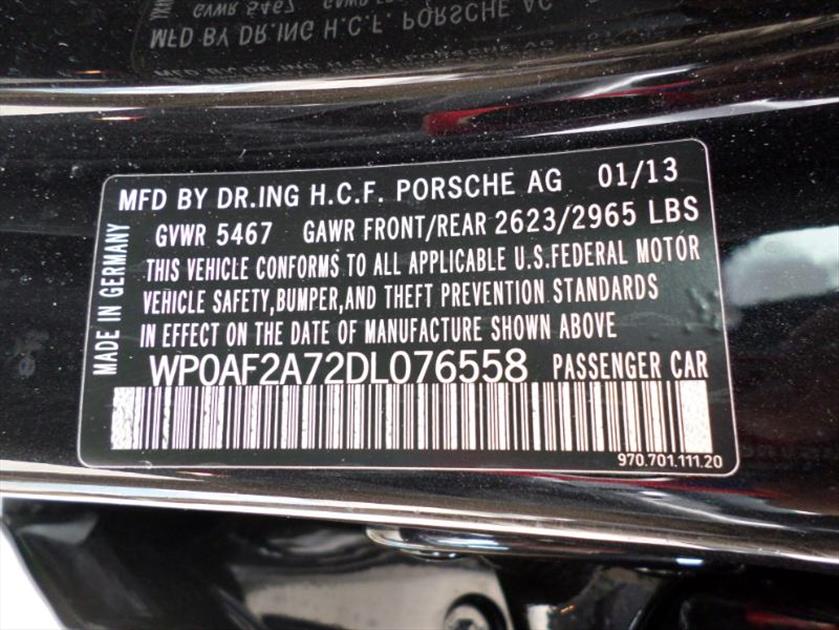 MFD BY DR.ING H.C.F. PORSCHE AG 01/13
GVWR 5467 GAWR FRONT/REAR 2623/2965 LBS
THIS VEHICLE CONFORMS TO ALL APPLICABLE U.S.FEDERAL MOTOR
VEHICLE SAFETY,BUMPER,AND THEFT PREVENTION STANDARDS
IN EFFECT ON THE DATE OF MANUFACTURE SHOWN ABOVE
WP0AF2A72DL076558 PASSENGER CAR
970.701.111.20
MADE IN GERMANY